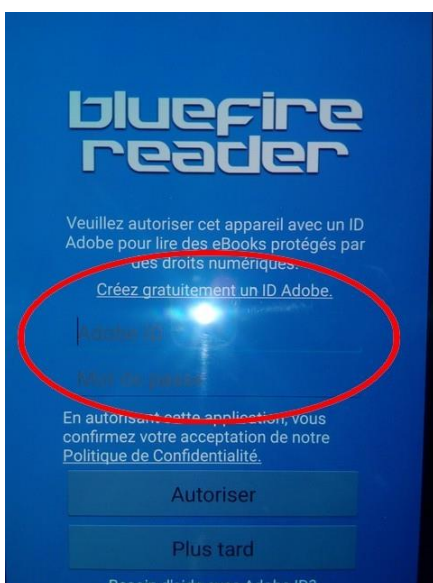 bluefire
reader
Veuillez autoriser cet appareil avec un ID
Adobe pour lire des eBooks protégés par
des droits numériques.
Créez gratuitement un ID Adobe.
Adobe ID
Mot de passe
En autorisant cette application, vous
confirmez votre acceptation de notre
Politique de Confidentialité.
Autoriser
Plus tard